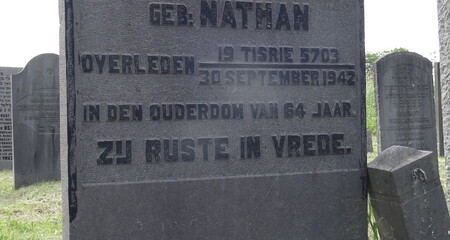 GEB: NATHAN
OVERLEDEN 19 TISRIE 5703
30 SEPTEMBER 1942
IN DEN OUDERDOM VAN 64 JAAR
ZIJ RUSTE IN VREDE.